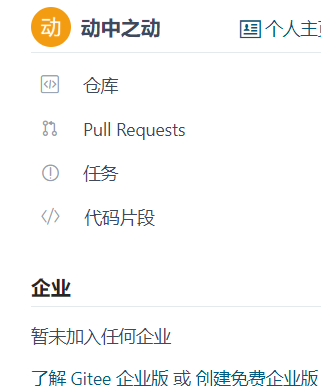 动 动中之动 个人主页
仓库
Pull Requests
任务
代码片段
企业
暂未加入任何企业
了解 Gitee 企业版 或 创建免费企业版